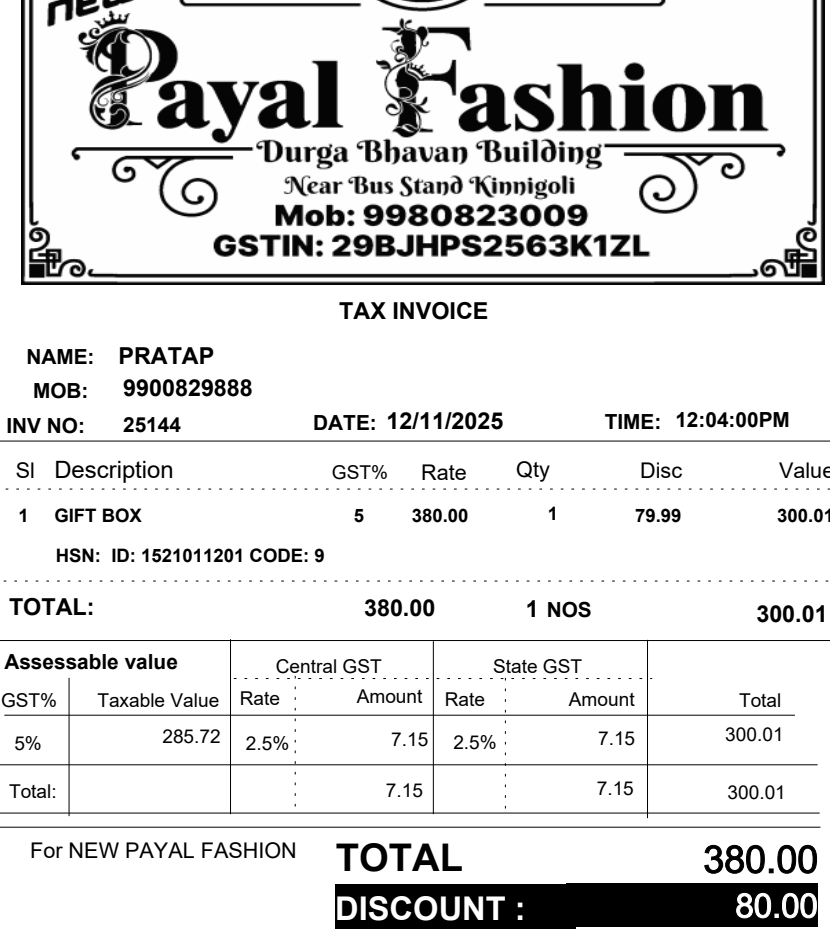 new
Payal Fashion
Durga Bhavan Building
Near Bus Stand Kinnigoli
Mob: 9980823009
GSTIN: 29BJHPS2563K1ZL
TAX INVOICE
NAME: PRATAP
MOB: 9900829888
INV NO: 25144 DATE: 12/11/2025 TIME: 12:04:00PM
Sl Description GST% Rate Qty Disc Value
1 GIFT BOX 5 380.00 1 79.99 300.01
HSN: ID: 1521011201 CODE: 9
TOTAL: 380.00 1 NOS 300.01
Assessable value Central GST State GST
GST% Taxable Value Rate Amount Rate Amount Total
5% 285.72 2.5% 7.15 2.5% 7.15 300.01
Total: 7.15 7.15 300.01
For NEW PAYAL FASHION TOTAL 380.00
DISCOUNT : 80.00